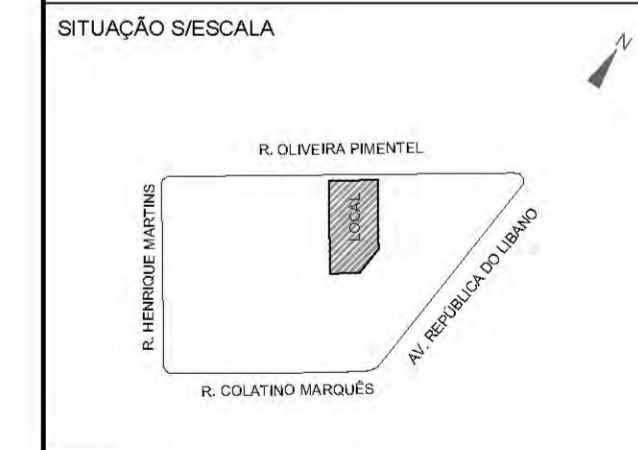 SITUAÇÃO S/ESCALA
N
R. OLIVEIRA PIMENTEL
R. HENRIQUE MARTINS
LOCAL
AV. REPÚBLICA DO LIBANO
R. COLATINO MARQUÊS